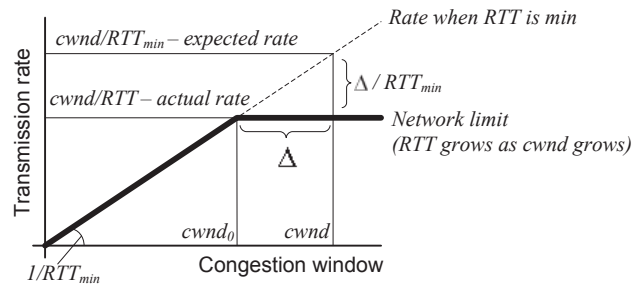 Rate when RTT is min
cwnd/RTTmin – expected rate
Δ / RTTmin
cwnd/RTT – actual rate
Network limit
(RTT grows as cwnd grows)
Δ
Transmission rate
cwnd0
cwnd
1/RTTmin
Congestion window